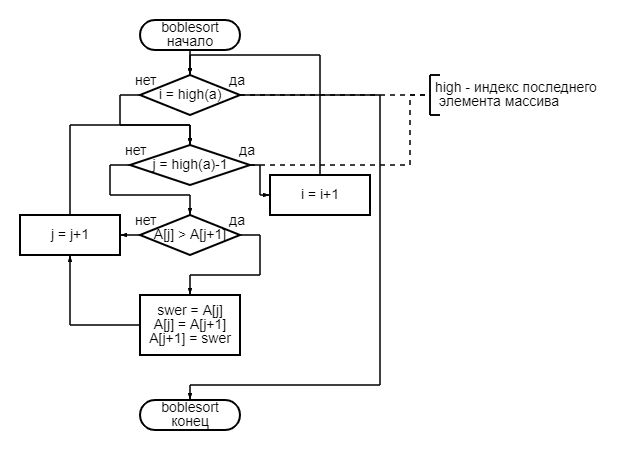 boblesort
начало
нет
да
i = high(a)
high - индекс последнего
элемента массива
нет
да
j = high(a)-1
i = i+1
нет
да
j = j+1
A[j] > A[j+1]
swer = A[j]
A[j] = A[j+1]
A[j+1] = swer
boblesort
конец